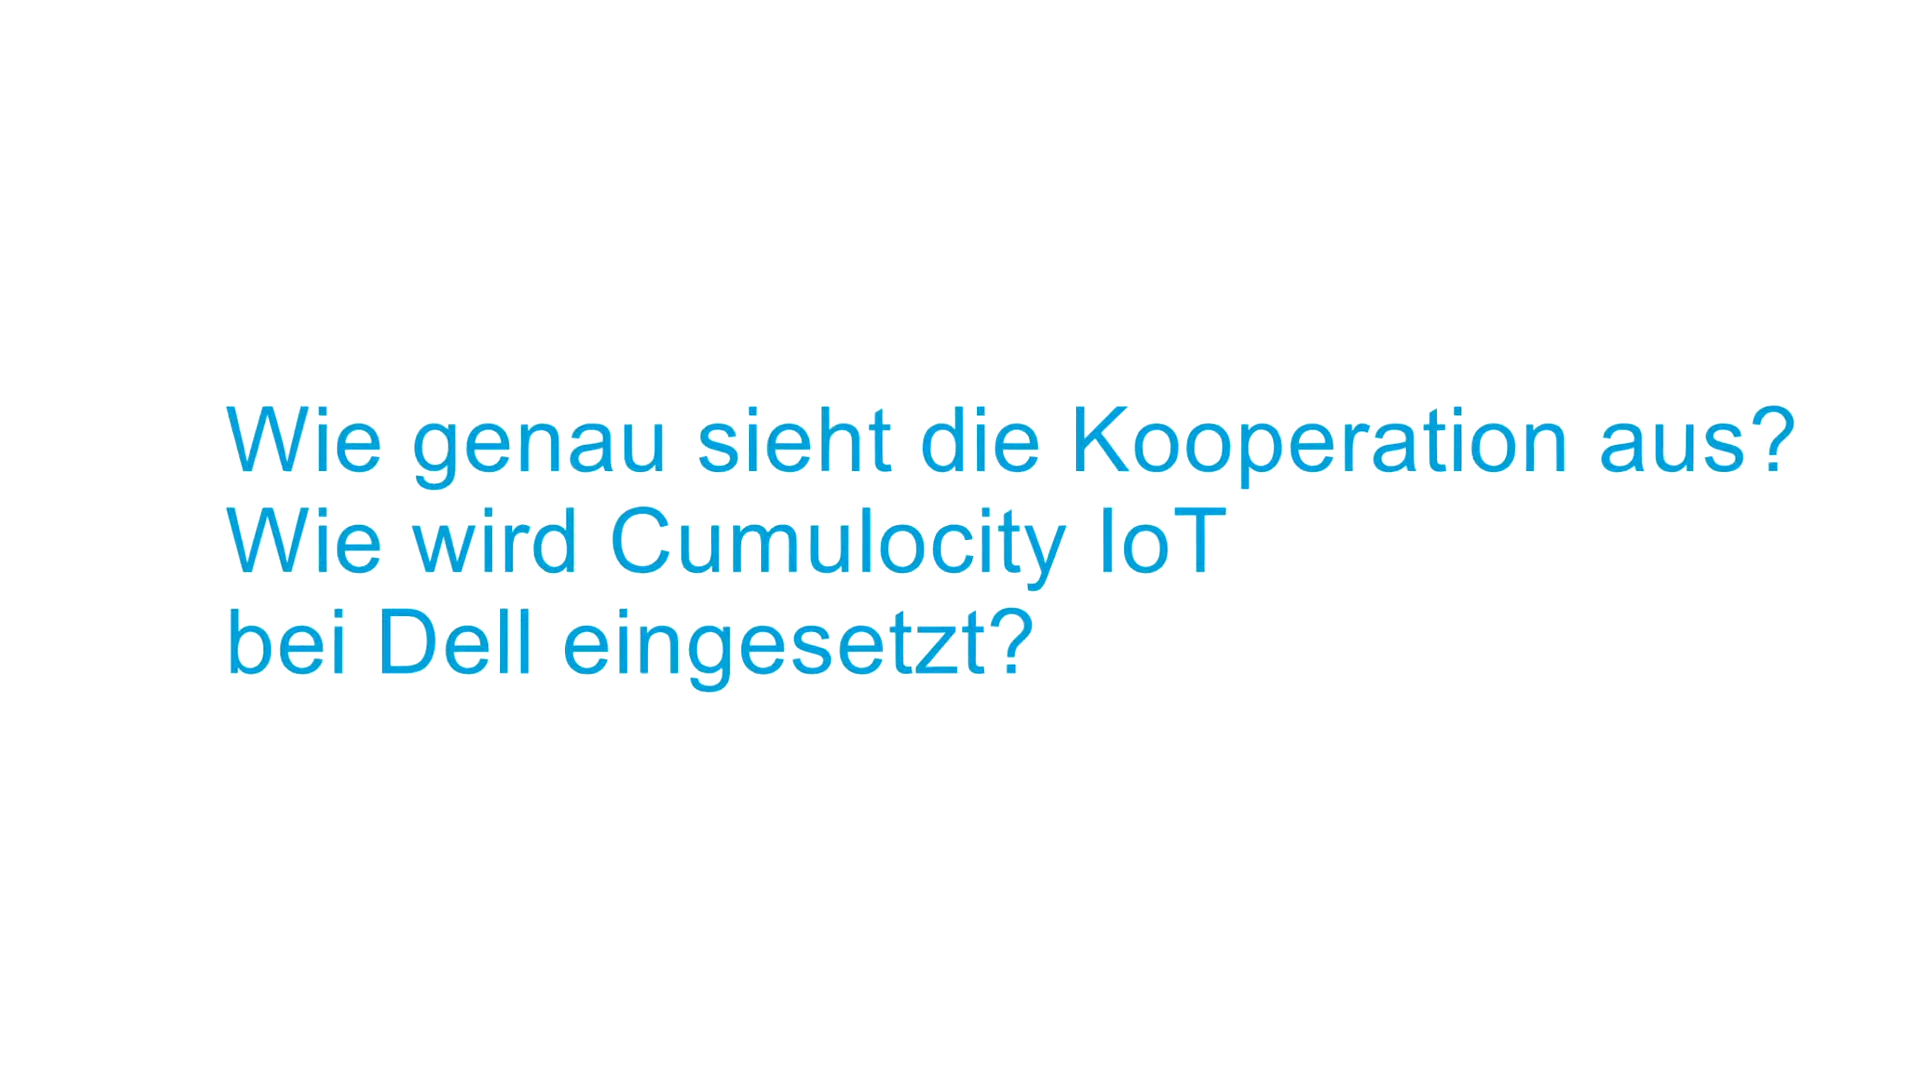 Wie genau sieht die Kooperation aus?
Wie wird Cumulocity IoT
bei Dell eingesetzt?